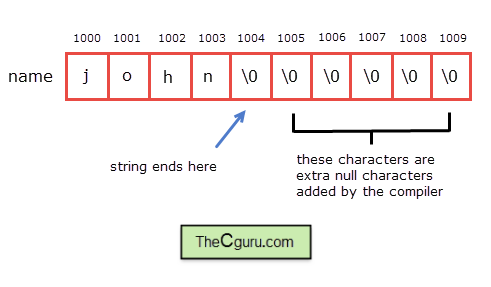 1000 1001 1002 1003 1004 1005 1006 1007 1008 1009
name j o h n \0 \0 \0 \0 \0 \0
string ends here
these characters are
extra null characters
added by the compiler
TheCguru.com